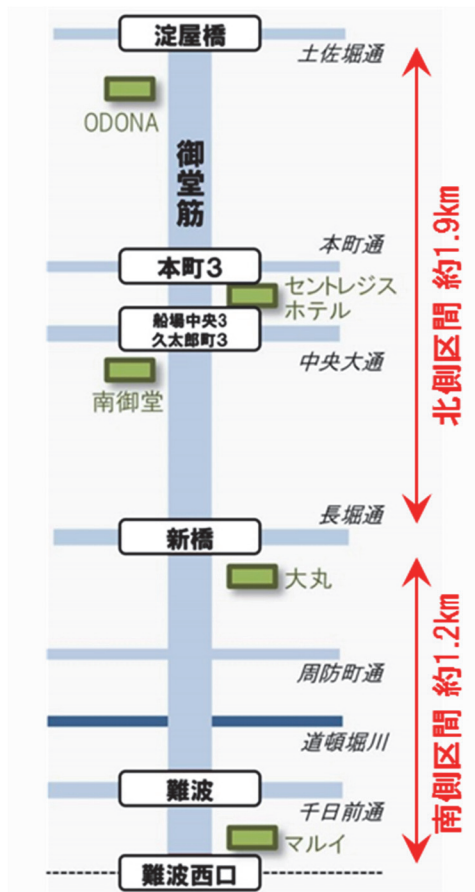 淀屋橋
土佐堀通
ODONA
御堂筋
本町通
本町3
セントレジス
ホテル
船場中央3
久太郎町3
中央大通
南御堂
北側区間 約1.9km
長堀通
新橋
大丸
周防町通
道頓堀川
南側区間 約1.2km
難波
千日前通
マルイ
難波西口